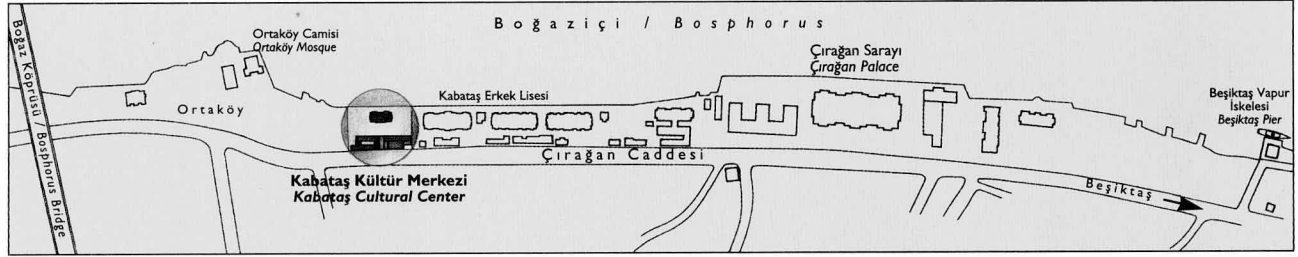 Boğaziçi / Bosphorus
Boğaz Köprüsü / Bosphorus Bridge
Ortaköy Camisi
Ortaköy Mosque
Ortaköy
Kabataş Erkek Lisesi
Çırağan Sarayı
Çırağan Palace
Beşiktaş Vapur
İskelesi
Beşiktaş Pier
Çırağan Caddesi
Kabataş Kültür Merkezi
Kabataş Cultural Center
Beşiktaş